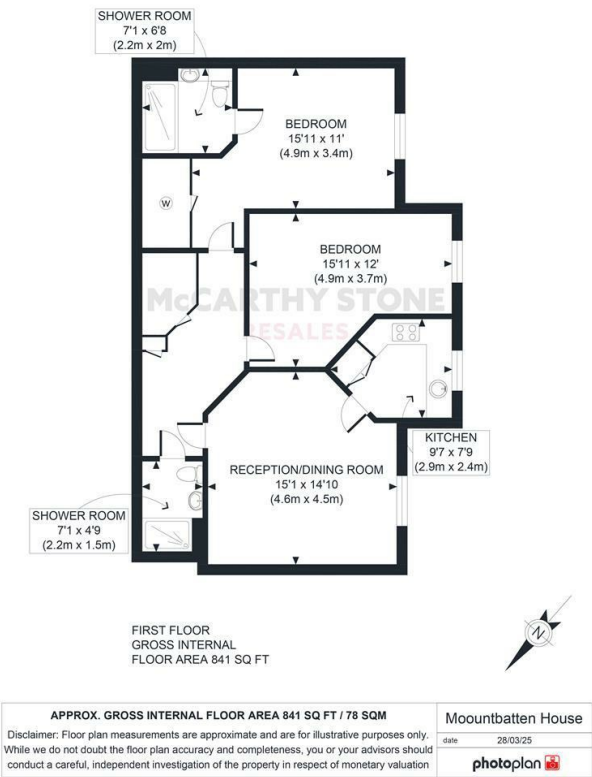 SHOWER ROOM
7'1 x 6'8
(2.2m x 2m)
BEDROOM
15'11 x 11'
(4.9m x 3.4m)
W
BEDROOM
15'11 x 12'
(4.9m x 3.7m)
McCARTHY STONE
RESALES
KITCHEN
9'7 x 7'9
(2.9m x 2.4m)
RECEPTION/DINING ROOM
15'1 x 14'10
(4.6m x 4.5m)
SHOWER ROOM
7'1 x 4'9
(2.2m x 1.5m)
FIRST FLOOR
GROSS INTERNAL
FLOOR AREA 841 SQ FT
N
APPROX. GROSS INTERNAL FLOOR AREA 841 SQ FT / 78 SQM
Disclaimer: Floor plan measurements are approximate and are for illustrative purposes only.
While we do not doubt the floor plan accuracy and completeness, you or your advisors should
conduct a careful, independent investigation of the property in respect of monetary valuation
Moountbatten House
date 28/03/25
photoplan